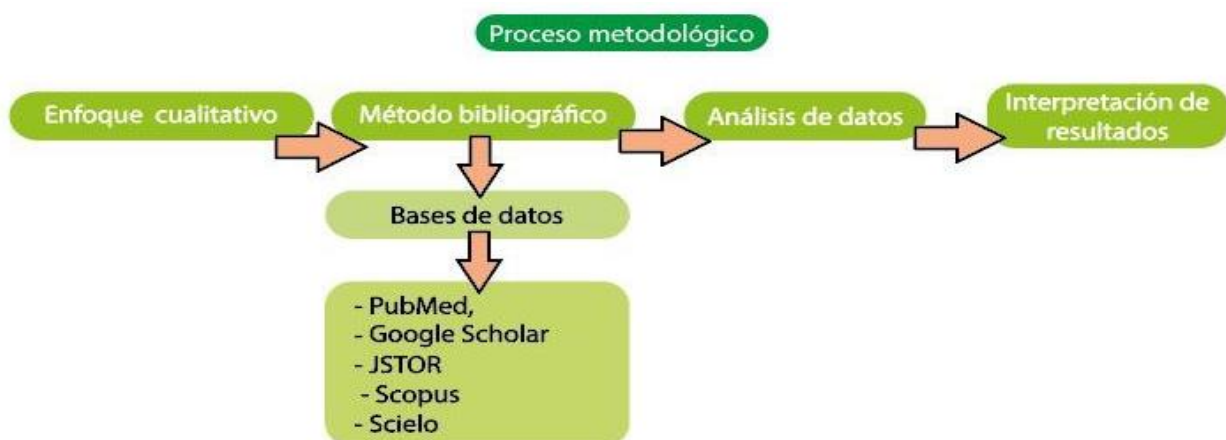 Proceso metodológico
Enfoque cualitativo
Método bibliográfico
Análisis de datos
Interpretación de
resultados
Bases de datos
- PubMed,
- Google Scholar
- JSTOR
- Scopus
- Scielo